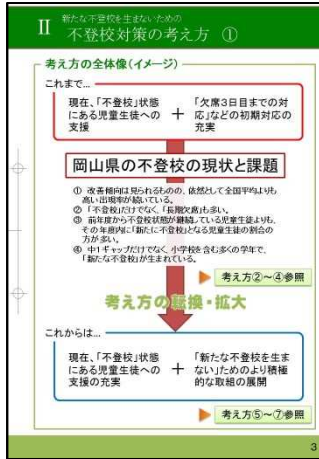 Ⅱ
新たな不登校を生まないための
不登校対策の考え方 ①
考え方の全体像(イメージ)
これまで…
現在、「不登校」状態
にある児童生徒への
支援
＋
「欠席3日目までの対
応」などの初期対応の
充実
岡山県の不登校の現状と課題
① 改善傾向は見られるものの、依然として全国平均よりも
高い出現率が続いている。
② 「不登校」だけでなく、「長期欠席」も多い。
③ 前年度から不登校状態が継続している児童生徒よりも、
その年度内に「新たに不登校」となる児童生徒の割合の
方が多い。
④ 中1ギャップだけでなく、小学校を含む多くの学年で、
「新たな不登校」が生まれている。
考え方②～④参照
考え方の転換・拡大
これからは…
現在、「不登校」状態
にある児童生徒への
支援の充実
＋
「新たな不登校を生ま
ない」ためのより積極
的な取組の展開
考え方⑤～⑦参照
3